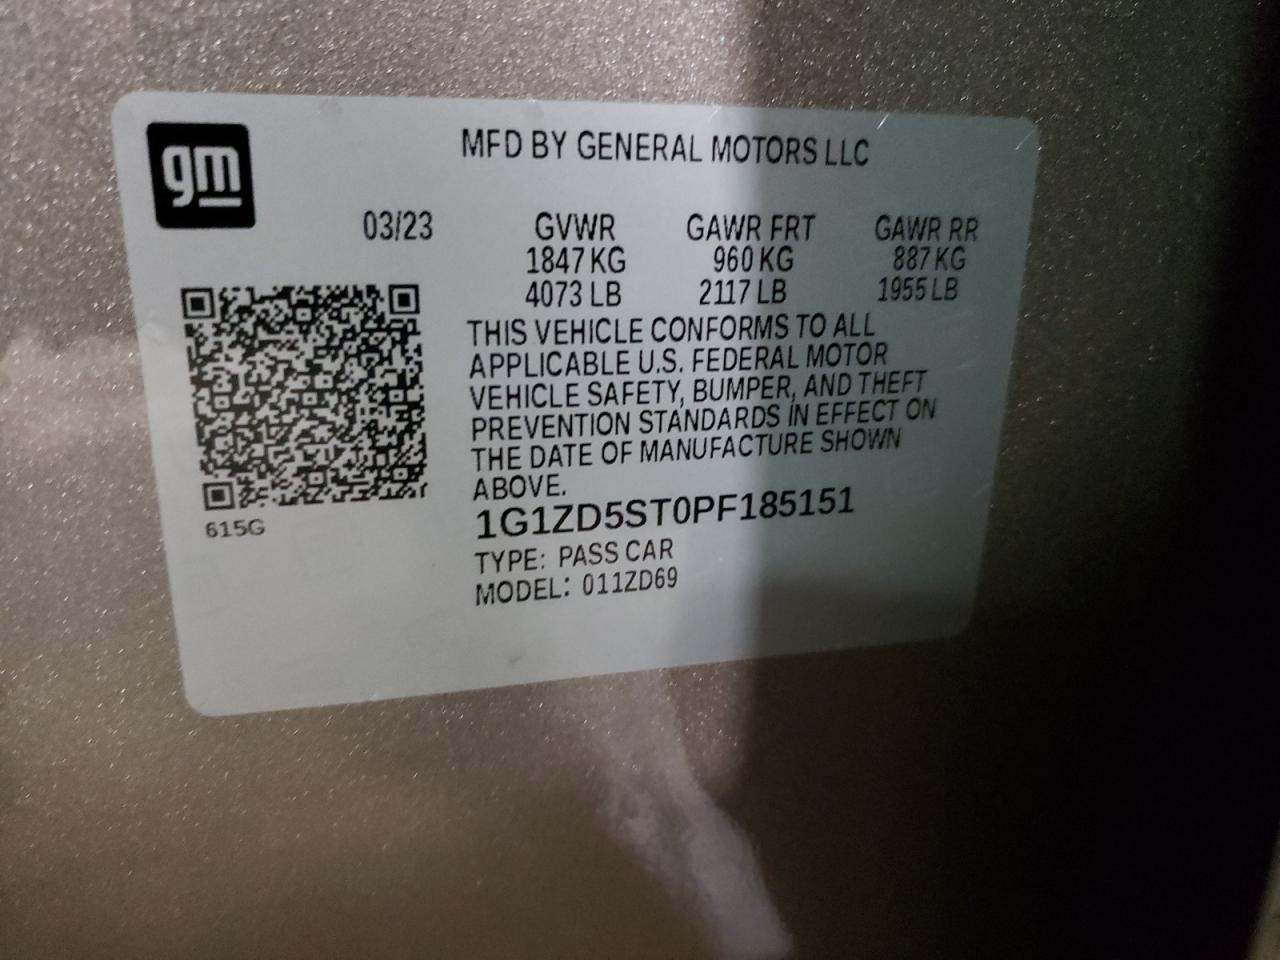 gm
MFD BY GENERAL MOTORS LLC
03/23 GVWR GAWR FRT GAWR RR
1847 KG 960 KG 887 KG
4073 LB 2117 LB 1955 LB
THIS VEHICLE CONFORMS TO ALL
APPLICABLE U.S. FEDERAL MOTOR
VEHICLE SAFETY, BUMPER, AND THEFT
PREVENTION STANDARDS IN EFFECT ON
THE DATE OF MANUFACTURE SHOWN
ABOVE.
1G1ZD5ST0PF185151
615G
TYPE: PASS CAR
MODEL: 011ZD69